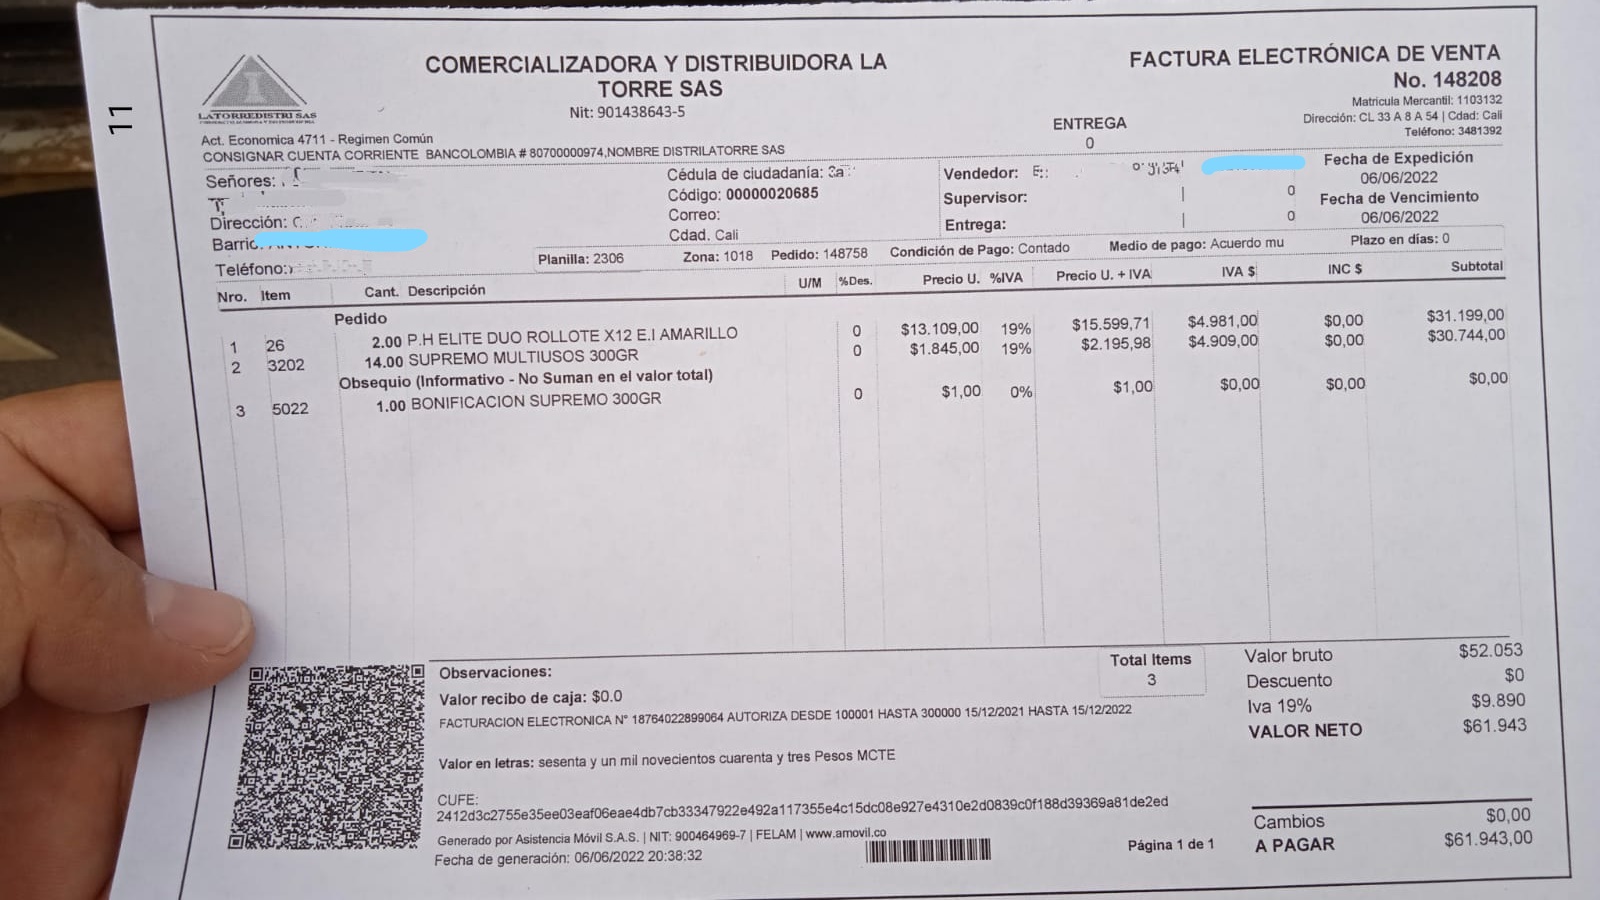 11
LATORREDISTRI SAS
COMERCIALIZADORA Y DISTRIBUIDORA LA
TORRE SAS
Nit: 901438643-5
FACTURA ELECTRÓNICA DE VENTA
No. 148208
Matricula Mercantil: 1103132
Dirección: CL 33 A 8 A 54 | Cdad: Cali
Teléfono: 3481392
ENTREGA
0
Act. Economica 4711 - Regimen Común
CONSIGNAR CUENTA CORRIENTE BANCOLOMBIA # 80700000974,NOMBRE DISTRILATORRE SAS
Señores:
Dirección:
Barrio:
Teléfono:
Cédula de ciudadanía:
Código: 00000020685
Correo:
Cdad. Cali
Vendedor:
Supervisor: | 0
Entrega: | 0
Fecha de Expedición
06/06/2022
Fecha de Vencimiento
06/06/2022
Planilla: 2306 Zona: 1018 Pedido: 148758 Condición de Pago: Contado Medio de pago: Acuerdo mu Plazo en días: 0
Nro. Item Cant. Descripción U/M %Des. Precio U. %IVA Precio U. + IVA IVA $ INC $ Subtotal
Pedido
1 26 2.00 P.H ELITE DUO ROLLOTE X12 E.I AMARILLO 0 $13.109,00 19% $15.599,71 $4.981,00 $0,00 $31.199,00
2 3202 14.00 SUPREMO MULTIUSOS 300GR 0 $1.845,00 19% $2.195,98 $4.909,00 $0,00 $30.744,00
Obsequio (Informativo - No Suman en el valor total)
3 5022 1.00 BONIFICACION SUPREMO 300GR 0 $1,00 0% $1,00 $0,00 $0,00 $0,00
Observaciones:
Valor recibo de caja: $0.0
FACTURACION ELECTRONICA N° 18764022899064 AUTORIZA DESDE 100001 HASTA 300000 15/12/2021 HASTA 15/12/2022
Total Items
3
Valor bruto $52.053
Descuento $0
Iva 19% $9.890
VALOR NETO $61.943
Valor en letras: sesenta y un mil novecientos cuarenta y tres Pesos MCTE
CUFE:
2412d3c2755e35ee03eaf06eae4db7cb33347922e492a117355e4c15dc08e927e4310e2d0839c0f188d39369a81de2ed
Generado por Asistencia Móvil S.A.S. | NIT: 900464969-7 | FELAM | www.amovil.co
Fecha de generación: 06/06/2022 20:38:32
Página 1 de 1
Cambios $0,00
A PAGAR $61.943,00